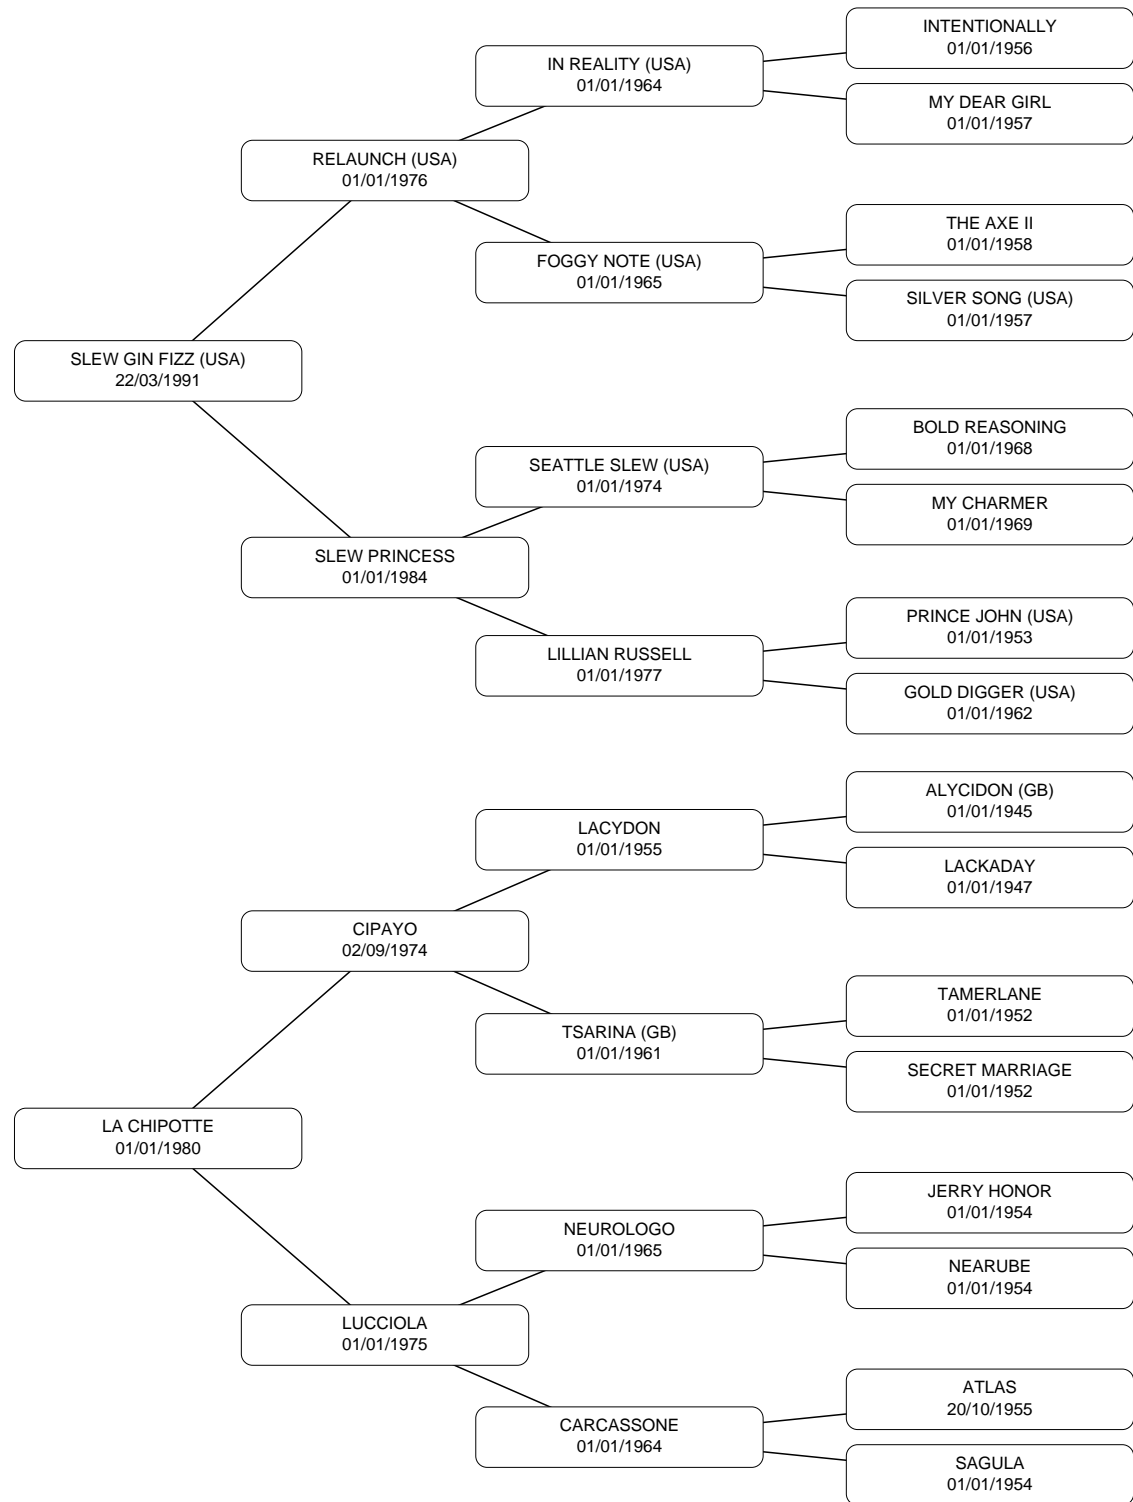 INTENTIONALLY
01/01/1956
IN REALITY (USA)
01/01/1964
MY DEAR GIRL
01/01/1957
RELAUNCH (USA)
01/01/1976
THE AXE II
01/01/1958
FOGGY NOTE (USA)
01/01/1965
SILVER SONG (USA)
01/01/1957
SLEW GIN FIZZ (USA)
22/03/1991
BOLD REASONING
01/01/1968
SEATTLE SLEW (USA)
01/01/1974
MY CHARMER
01/01/1969
SLEW PRINCESS
01/01/1984
PRINCE JOHN (USA)
01/01/1953
LILLIAN RUSSELL
01/01/1977
GOLD DIGGER (USA)
01/01/1962
ALYCIDON (GB)
01/01/1945
LACYDON
01/01/1955
LACKADAY
01/01/1947
CIPAYO
02/09/1974
TAMERLANE
01/01/1952
TSARINA (GB)
01/01/1961
SECRET MARRIAGE
01/01/1952
LA CHIPOTTE
01/01/1980
JERRY HONOR
01/01/1954
NEUROLOGO
01/01/1965
NEARUBE
01/01/1954
LUCCIOLA
01/01/1975
ATLAS
20/10/1955
CARCASSONE
01/01/1964
SAGULA
01/01/1954